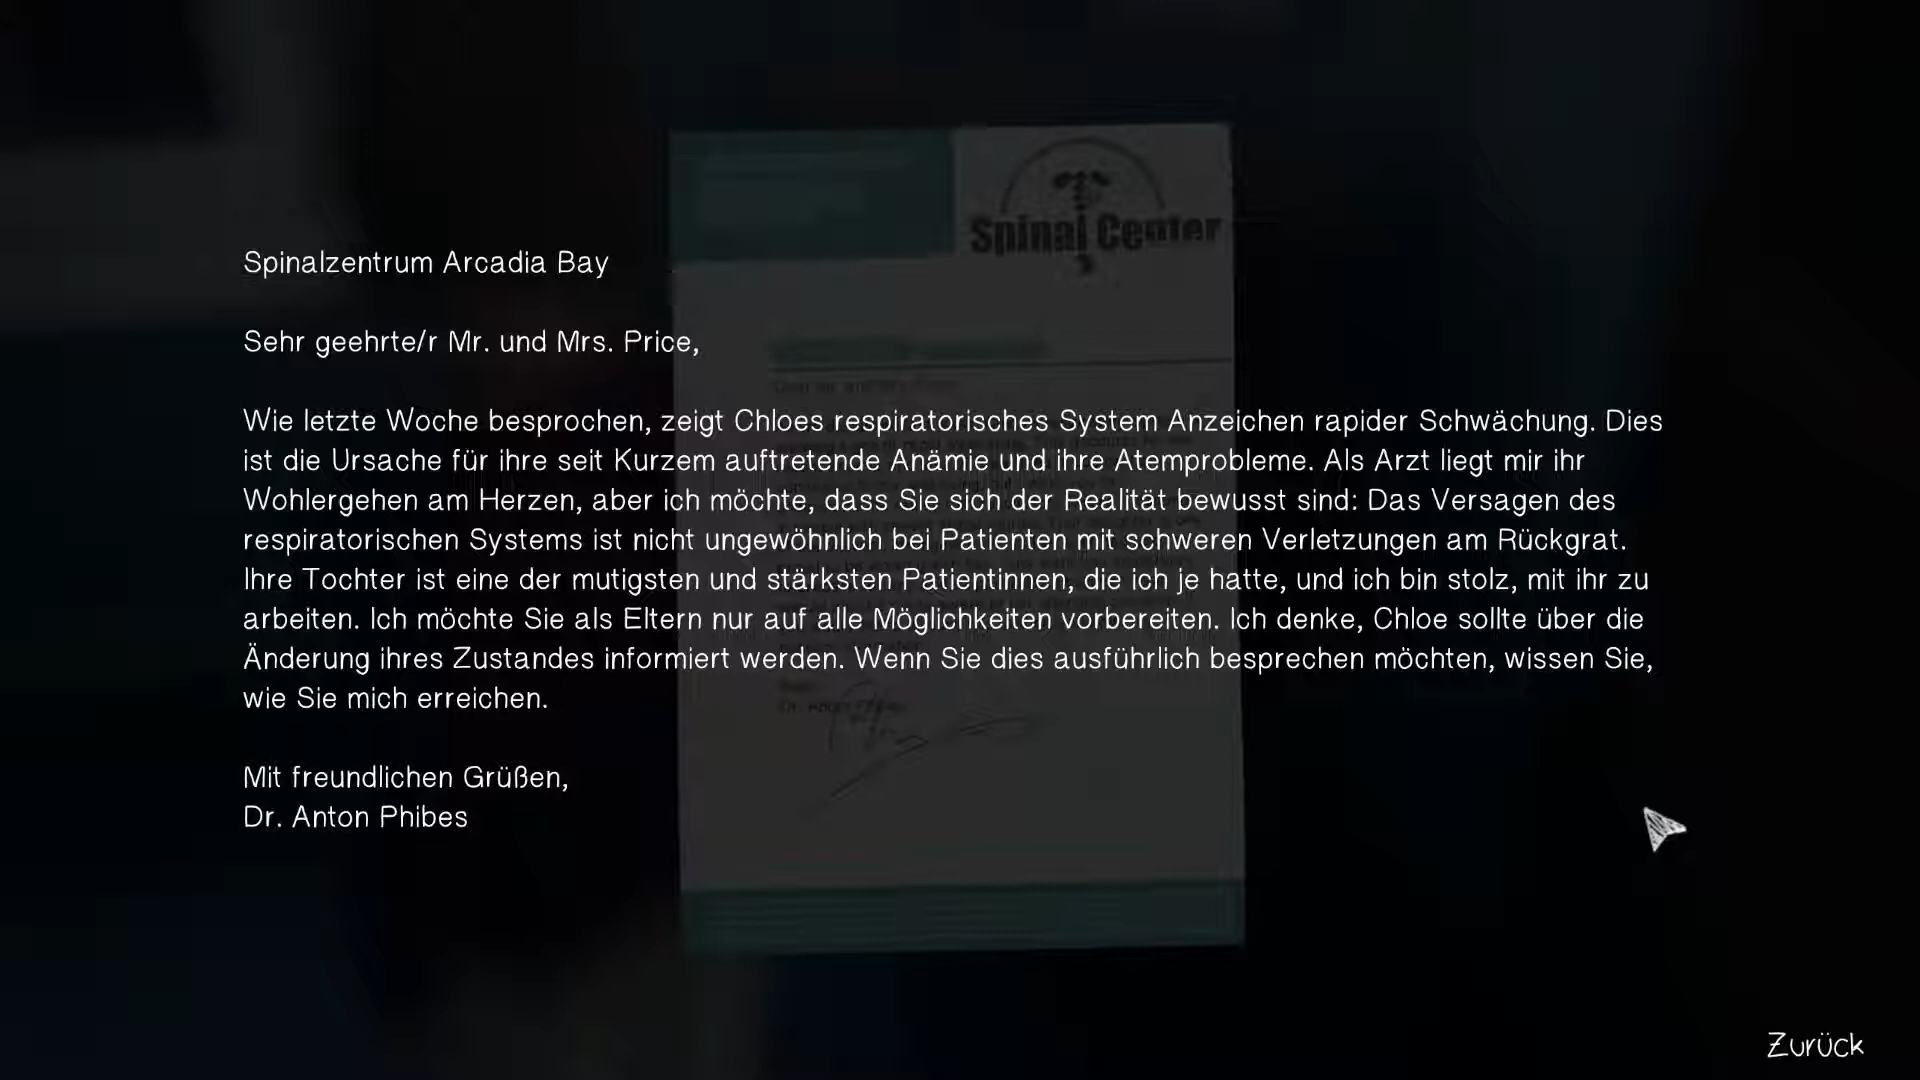 Spinal Center
Spinalzentrum Arcadia Bay
Sehr geehrte/r Mr. und Mrs. Price,
Wie letzte Woche besprochen, zeigt Chloes respiratorisches System Anzeichen rapider Schwächung. Dies
ist die Ursache für ihre seit Kurzem auftretende Anämie und ihre Atemprobleme. Als Arzt liegt mir ihr
Wohlergehen am Herzen, aber ich möchte, dass Sie sich der Realität bewusst sind: Das Versagen des
respiratorischen Systems ist nicht ungewöhnlich bei Patienten mit schweren Verletzungen am Rückgrat.
Ihre Tochter ist eine der mutigsten und stärksten Patientinnen, die ich je hatte, und ich bin stolz, mit ihr zu
arbeiten. Ich möchte Sie als Eltern nur auf alle Möglichkeiten vorbereiten. Ich denke, Chloe sollte über die
Änderung ihres Zustandes informiert werden. Wenn Sie dies ausführlich besprechen möchten, wissen Sie,
wie Sie mich erreichen.
Mit freundlichen Grüßen,
Dr. Anton Phibes
Zurück